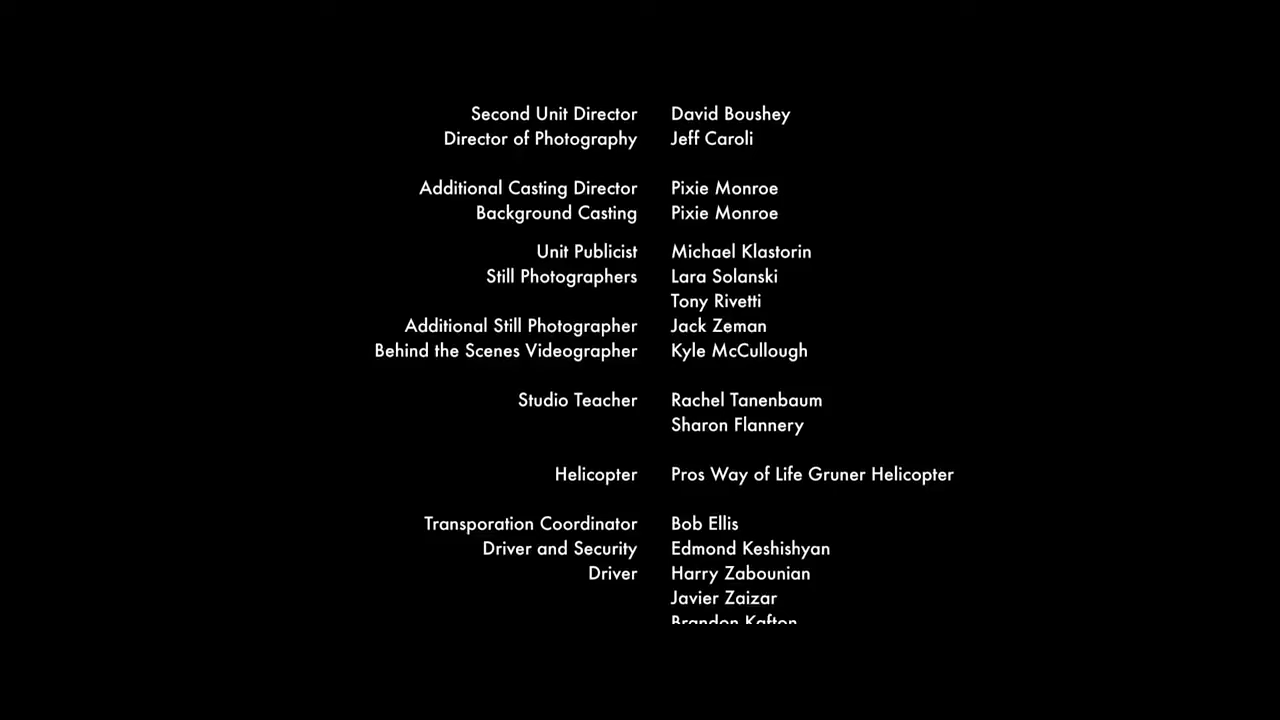 Second Unit Director David Boushey
Director of Photography Jeff Caroli
Additional Casting Director Pixie Monroe
Background Casting Pixie Monroe
Unit Publicist Michael Klastorin
Still Photographers Lara Solanski
Tony Rivetti
Additional Still Photographer Jack Zeman
Behind the Scenes Videographer Kyle McCullough
Studio Teacher Rachel Tanenbaum
Sharon Flannery
Helicopter Pros Way of Life Gruner Helicopter
Transporation Coordinator Bob Ellis
Driver and Security Edmond Keshishyan
Driver Harry Zabounian
Javier Zaizar
Brandon Kafton